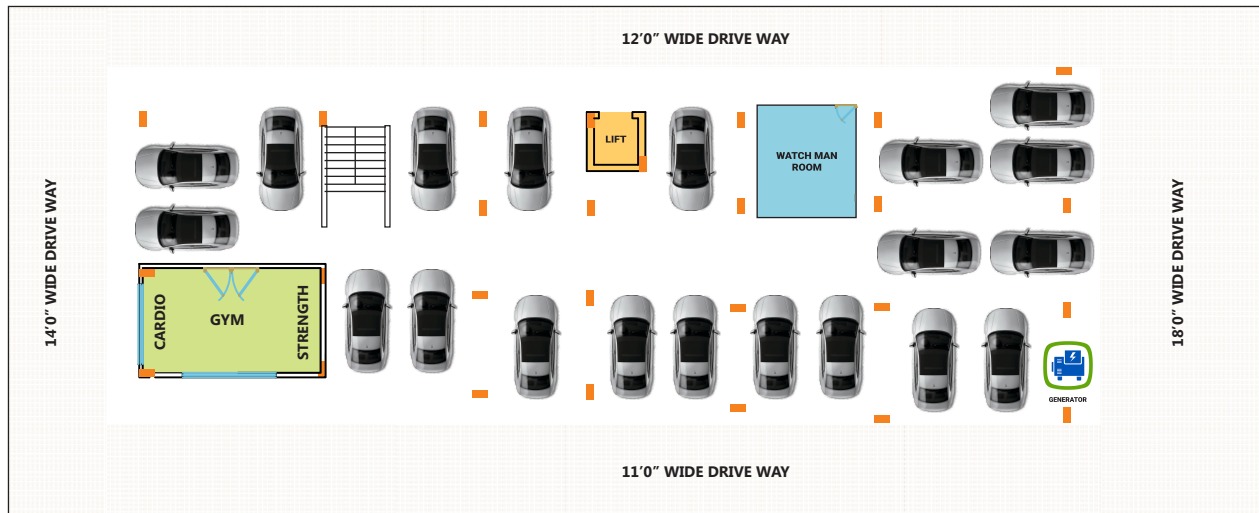 12'0" WIDE DRIVE WAY
LIFT
WATCH MAN
ROOM
14'0" WIDE DRIVE WAY
18'0" WIDE DRIVE WAY
CARDIO
GYM
STRENGTH
GENERATOR
11'0" WIDE DRIVE WAY